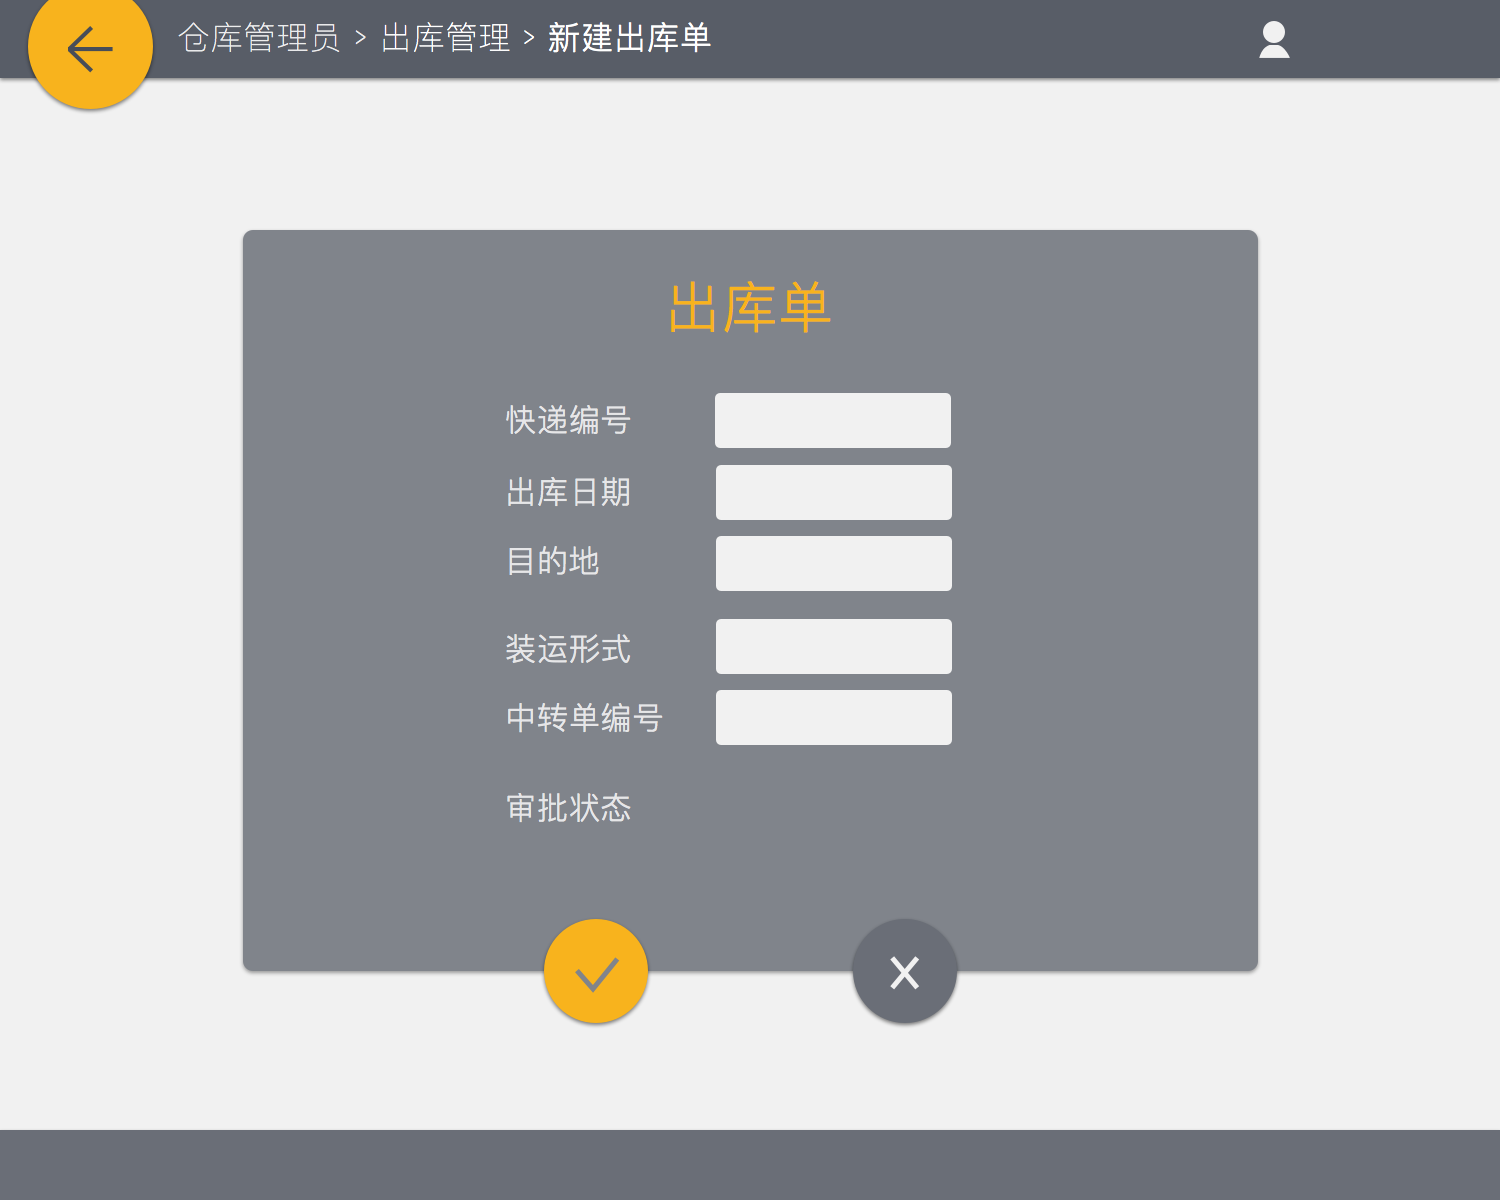 仓库管理员 > 出库管理 > 新建出库单
出库单
快递编号
出库日期
目的地
装运形式
中转单编号
审批状态